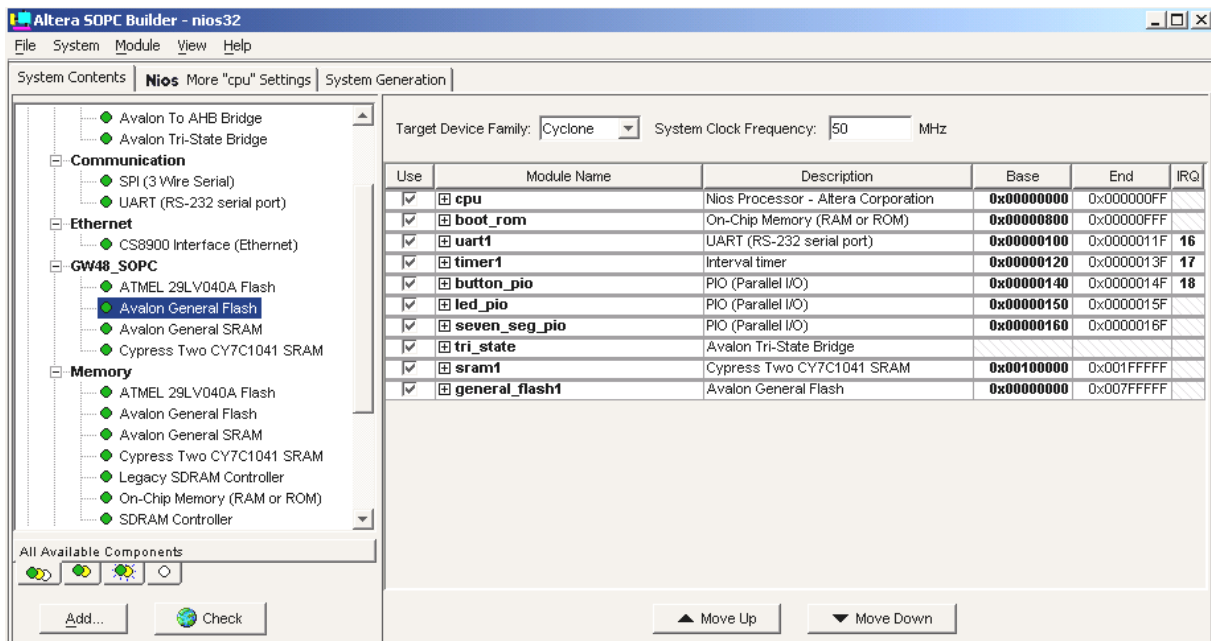 Altera SOPC Builder - nios32
File System Module View Help
System Contents Nios More "cpu" Settings System Generation
Avalon To AHB Bridge
Avalon Tri-State Bridge
Communication
SPI (3 Wire Serial)
UART (RS-232 serial port)
Ethernet
CS8900 Interface (Ethernet)
GW48_SOPC
ATMEL 29LV040A Flash
Avalon General Flash
Avalon General SRAM
Cypress Two CY7C1041 SRAM
Memory
ATMEL 29LV040A Flash
Avalon General Flash
Avalon General SRAM
Cypress Two CY7C1041 SRAM
Legacy SDRAM Controller
On-Chip Memory (RAM or ROM)
SDRAM Controller
All Available Components
Add... Check
Target Device Family: Cyclone System Clock Frequency: 50 MHz
Use Module Name Description Base End IRQ
cpu Nios Processor - Altera Corporation 0x00000000 0x000000FF
boot_rom On-Chip Memory (RAM or ROM) 0x00000800 0x00000FFF
uart1 UART (RS-232 serial port) 0x00000100 0x0000011F 16
timer1 Interval timer 0x00000120 0x0000013F 17
button_pio PIO (Parallel I/O) 0x00000140 0x0000014F 18
led_pio PIO (Parallel I/O) 0x00000150 0x0000015F
seven_seg_pio PIO (Parallel I/O) 0x00000160 0x0000016F
tri_state Avalon Tri-State Bridge
sram1 Cypress Two CY7C1041 SRAM 0x00100000 0x001FFFFF
general_flash1 Avalon General Flash 0x00000000 0x007FFFFF
Move Up Move Down